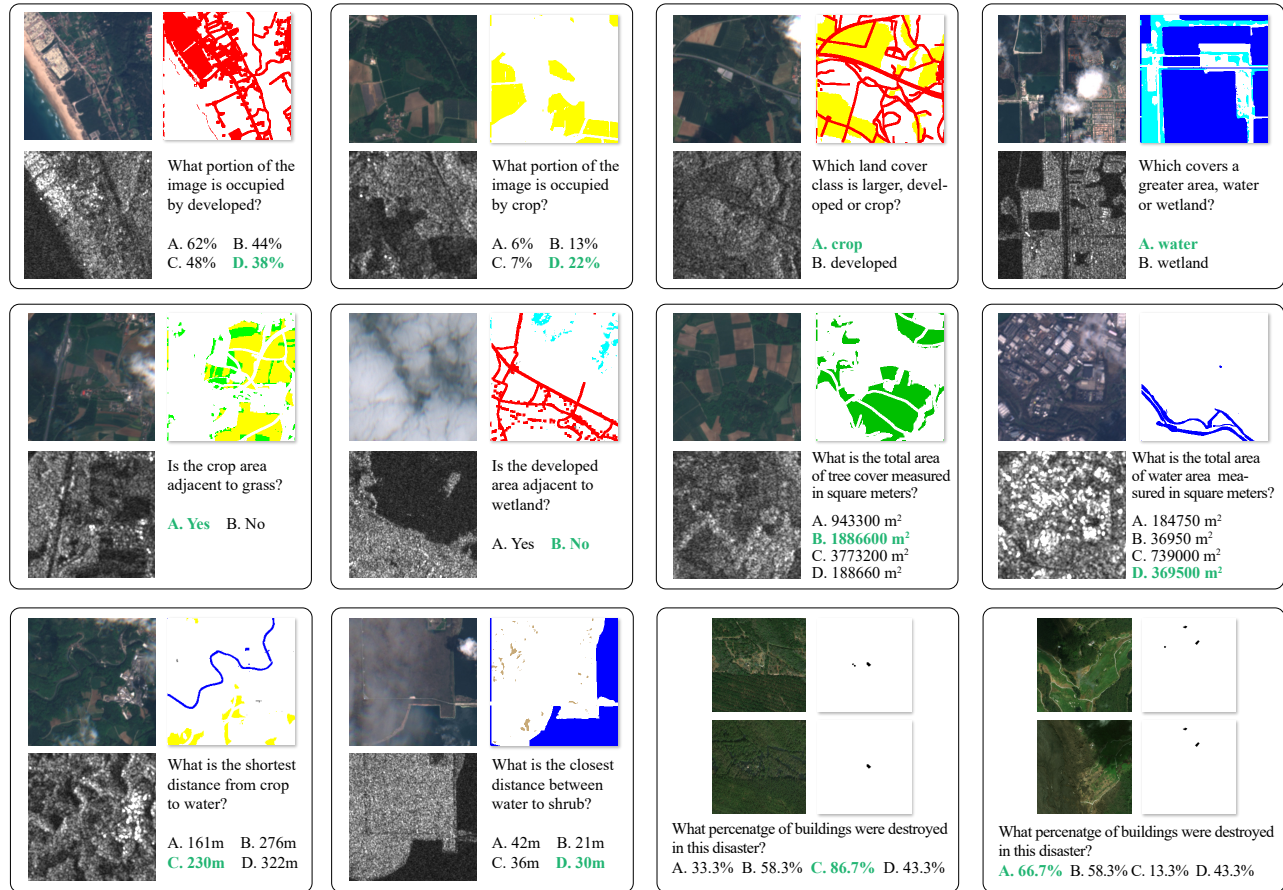 What portion of the
image is occupied
by developed?
A. 62% B. 44%
C. 48% D. 38%
What portion of the
image is occupied
by crop?
A. 6% B. 13%
C. 7% D. 22%
Which land cover
class is larger, devel-
oped or crop?
A. crop
B. developed
Which covers a
greater area, water
or wetland?
A. water
B. wetland
Is the crop area
adjacent to grass?
A. Yes B. No
Is the developed
area adjacent to
wetland?
A. Yes B. No
What is the total area
of tree cover measured
in square meters?
A. 943300 m²
B. 1886600 m²
C. 3773200 m²
D. 188660 m²
What is the total
area of water area mea-
sured in square meters?
A. 184750 m²
B. 36950 m²
C. 739000 m²
D. 369500 m²
What is the shortest
distance from crop
to water?
A. 161m B. 276m
C. 230m D. 322m
What is the closest
distance between
water to shrub?
A. 42m B. 21m
C. 36m D. 30m
What percenatge of buildings were destroyed
in this disaster?
A. 33.3% B. 58.3% C. 86.7% D. 43.3%
What percenatge of buildings were destroyed
in this disaster?
A. 66.7% B. 58.3% C. 13.3% D. 43.3%